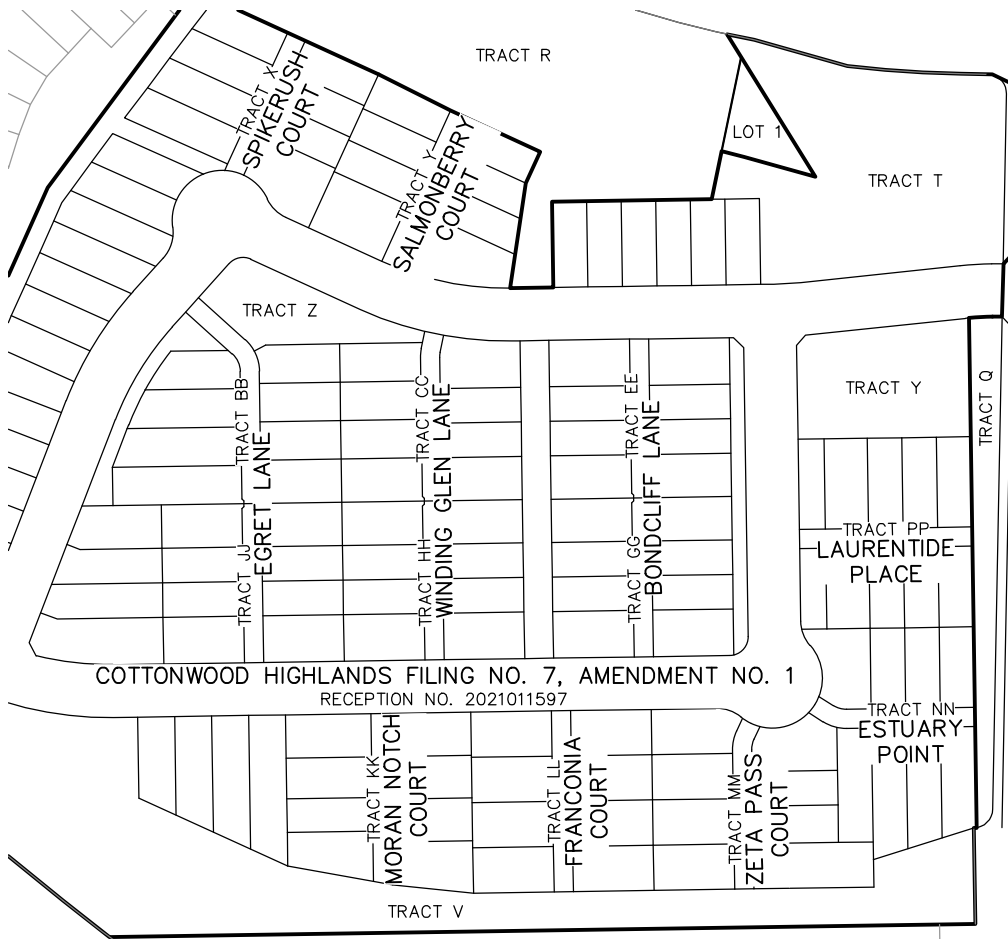 TRACT R
TRACT X
SPIKERUSH
COURT
TRACT Y
SALMONBERRY
COURT
LOT 1
TRACT T
TRACT Z
TRACT BB
EGRET LANE
TRACT JJ
TRACT CC
WINDING GLEN LANE
TRACT HH
TRACT EE
BONDCLIFF LANE
TRACT GG
TRACT Y
TRACT Q
TRACT PP
LAURENTIDE
PLACE
COTTONWOOD HIGHLANDS FILING NO. 7, AMENDMENT NO. 1
RECEPTION NO. 2021011597
TRACT NN
ESTUARY
POINT
TRACT KK
MORAN NOTCH
COURT
TRACT LL
FRANCONIA
COURT
TRACT MM
ZETA PASS
COURT
TRACT V